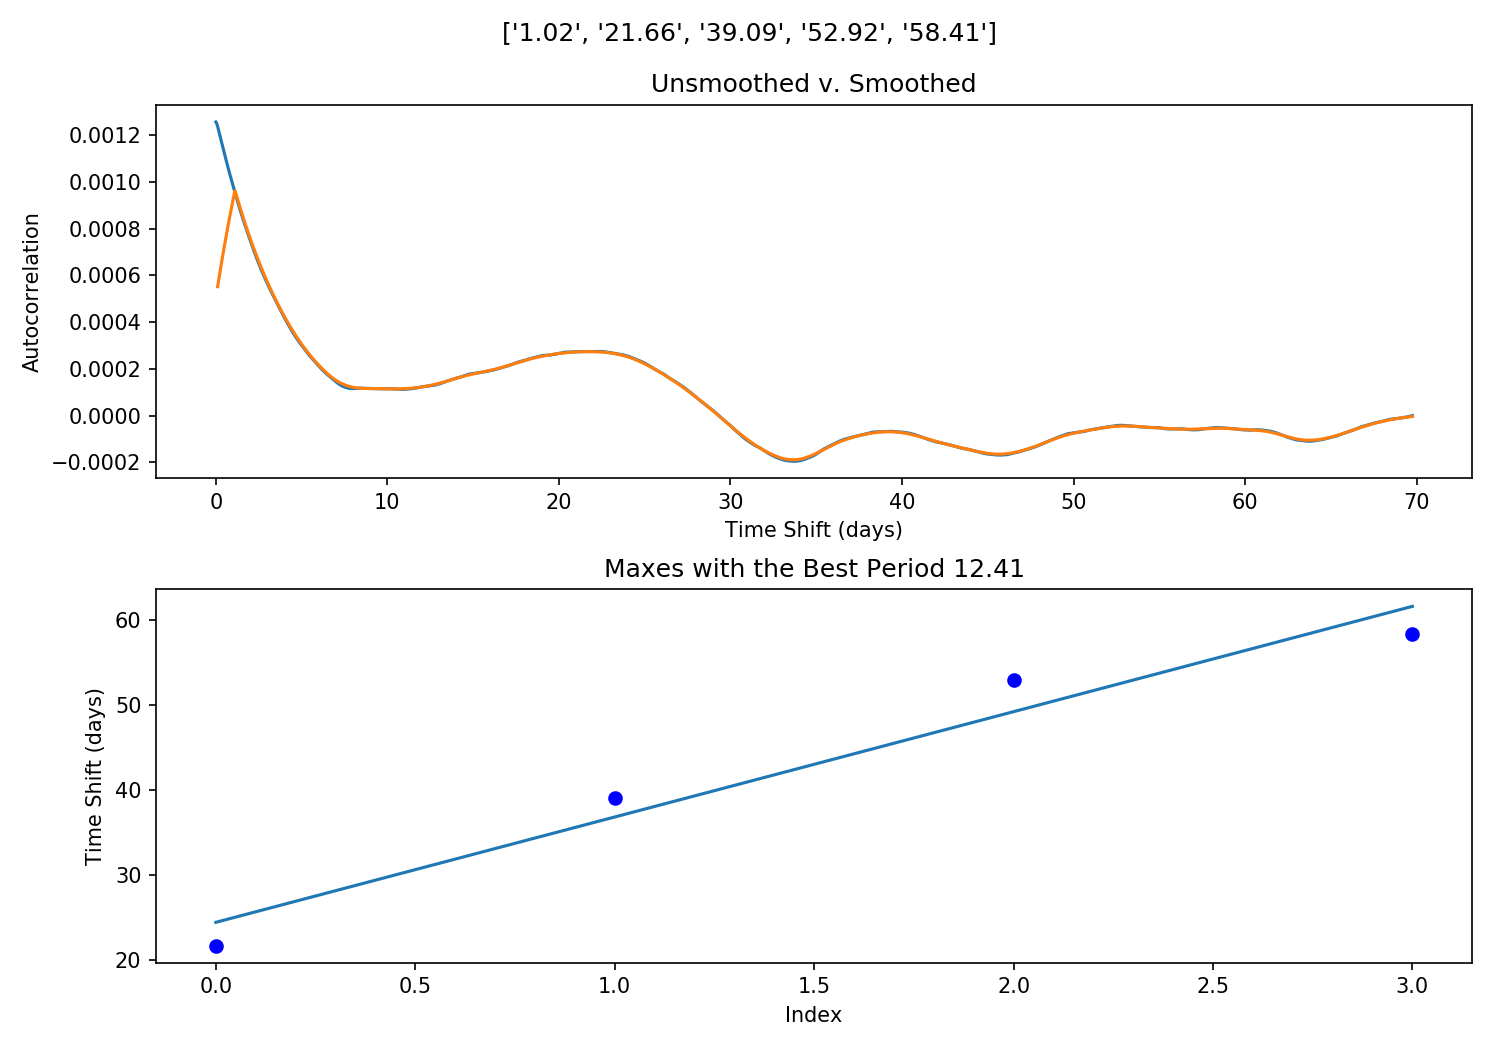 ['1.02', '21.66', '39.09', '52.92', '58.41']
Unsmoothed v. Smoothed
Autocorrelation
0.0012
0.0010
0.0008
0.0006
0.0004
0.0002
0.0000
−0.0002
0 10 20 30 40 50 60 70
Time Shift (days)
Maxes with the Best Period 12.41
Time Shift (days)
60
50
40
30
20
0.0 0.5 1.0 1.5 2.0 2.5 3.0
Index